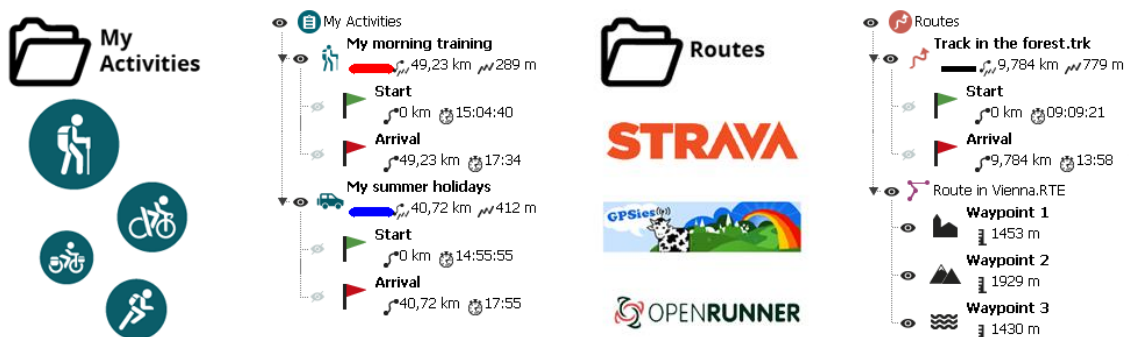 My
Activities
My Activities
My morning training
49,23 km 289 m
Start
0 km 15:04:40
Arrival
49,23 km 17:34
My summer holidays
40,72 km 412 m
Start
0 km 14:55:55
Arrival
40,72 km 17:55
Routes
STRAVA
GPSies
OPENRUNNER
Routes
Track in the forest.trk
9,784 km 779 m
Start
0 km 09:09:21
Arrival
9,784 km 13:58
Route in Vienna.RTE
Waypoint 1
1453 m
Waypoint 2
1929 m
Waypoint 3
1430 m